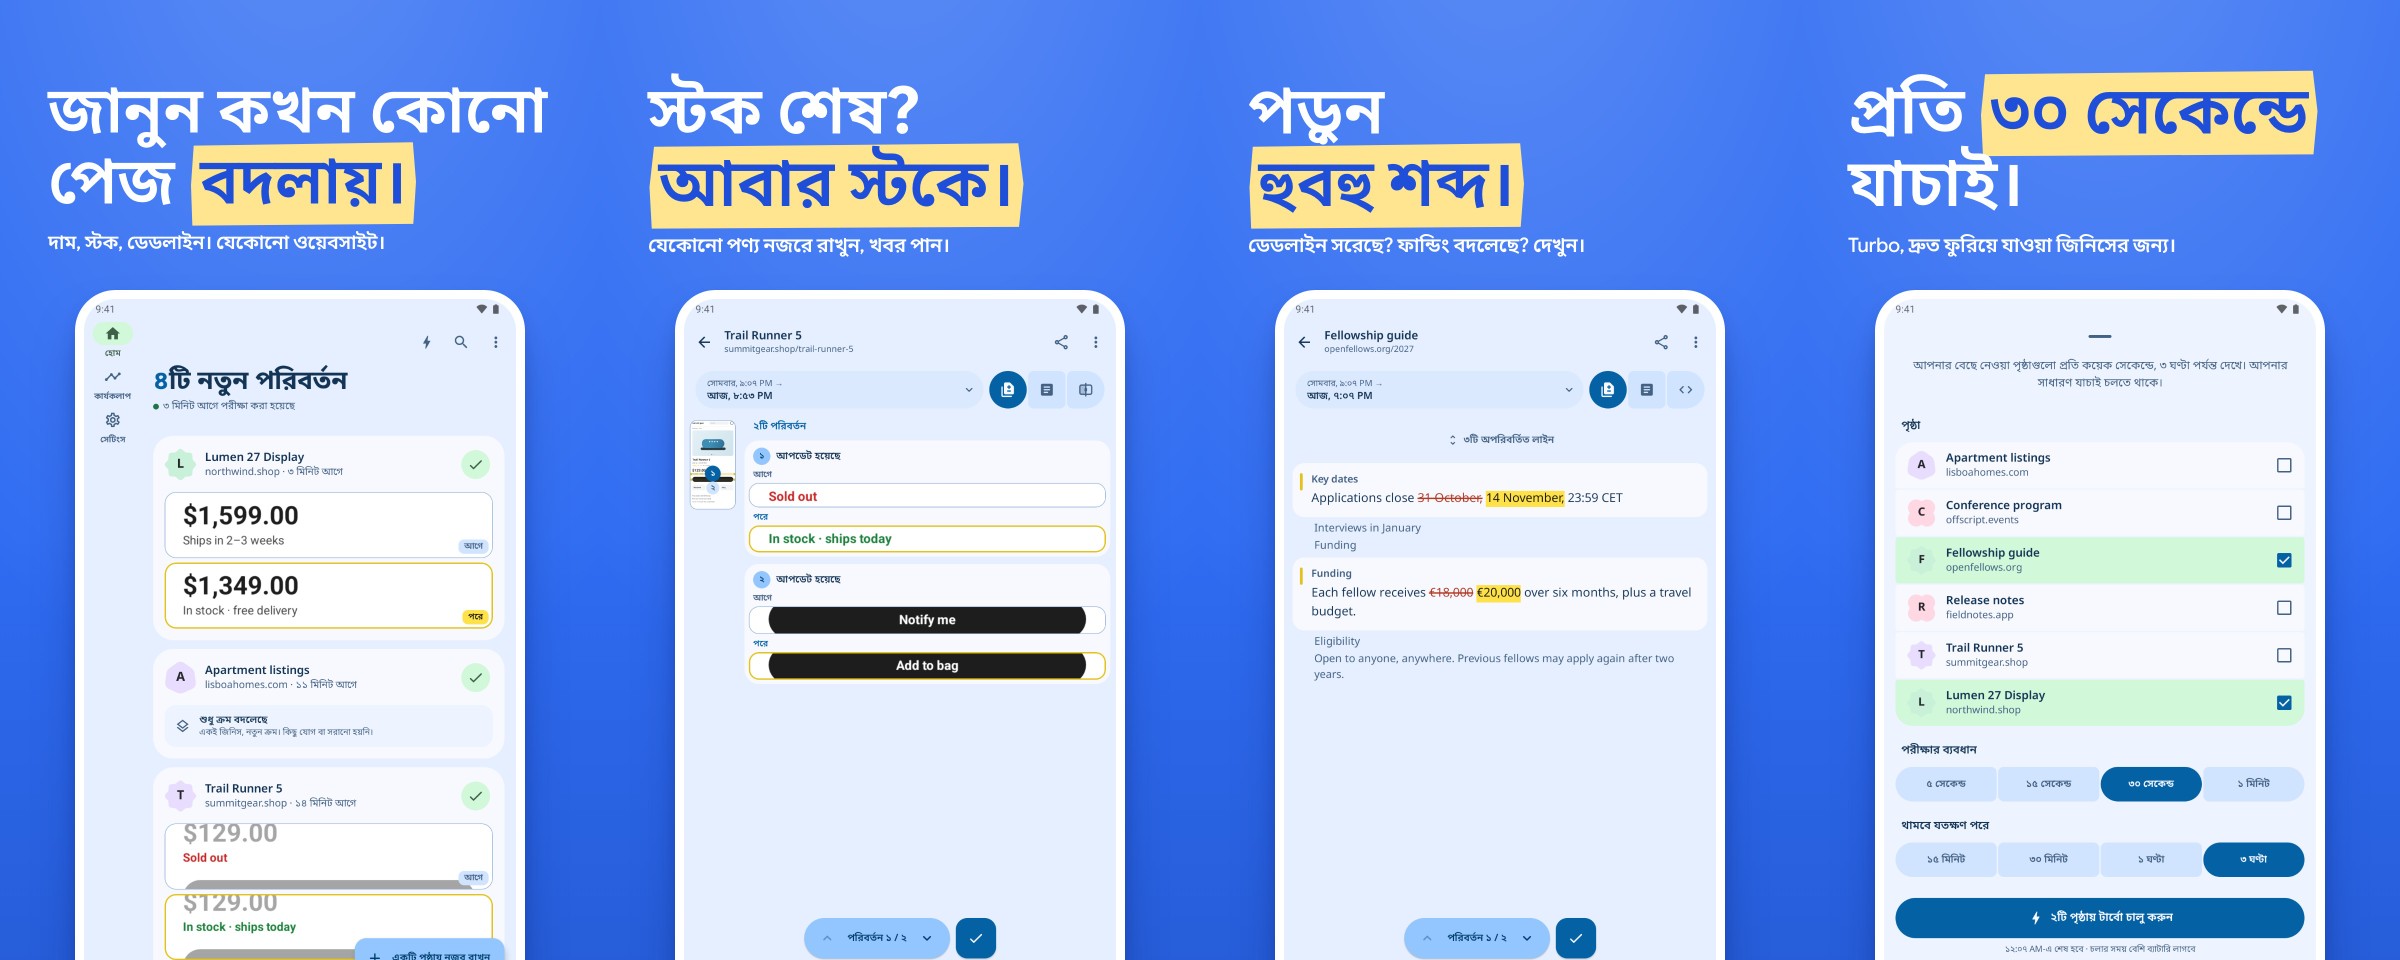 জানুন কখন কোনো
পেজ বদলায়।
দাম, স্টক, ডেডলাইন। যেকোনো ওয়েবসাইট।
9:41
হোম
কার্যকলাপ
সেটিংস
৪টি নতুন পরিবর্তন
৩ মিনিট আগে পরীক্ষা করা হয়েছে
L
Lumen 27 Display
northwind.shop · ৩ মিনিট আগে
$1,599.00
Ships in 2–3 weeks
আগে
$1,349.00
In stock · free delivery
পরে
A
Apartment listings
lisboahomes.com · ১১ মিনিট আগে
শুধু ক্রম বদলেছে
একই জিনিস, নতুন ক্রম। কিছু যোগ বা সরানো হয়নি।
T
Trail Runner 5
summitgear.shop · ১৪ মিনিট আগে
$129.00
Sold out
আগে
$129.00
In stock · ships today
একটি পৃষ্ঠায় নজর রাখুন
স্টক শেষ?
আবার স্টকে।
যেকোনো পণ্য নজরে রাখুন, খবর পান।
9:41
Trail Runner 5
summitgear.shop/trail-runner-5
সোমবার, ৯:০৭ PM →
আজ, ৮:৫৩ PM
২টি পরিবর্তন
১ আপডেট হয়েছে
আগে
Sold out
পরে
In stock · ships today
২ আপডেট হয়েছে
আগে
Notify me
পরে
Add to bag
পরিবর্তন ১ / ২
পড়ুন
হুবহু শব্দ।
ডেডলাইন সরেছে? ফান্ডিং বদলেছে? দেখুন।
9:41
Fellowship guide
openfellows.org/2027
সোমবার, ৯:০৭ PM →
আজ, ৭:০৭ PM
৩টি অপরিবর্তিত লাইন
Key dates
Applications close 31 October, 14 November, 23:59 CET
Interviews in January
Funding
Funding
Each fellow receives €18,000 €20,000 over six months, plus a travel
budget.
Eligibility
Open to anyone, anywhere. Previous fellows may apply again after two
years.
পরিবর্তন ১ / ২
প্রতি ৩০ সেকেন্ডে
যাচাই।
Turbo, দ্রুত ফুরিয়ে যাওয়া জিনিসের জন্য।
9:41
আপনার বেছে নেওয়া পৃষ্ঠাগুলো প্রতি কয়েক সেকেন্ডে, ৩ ঘণ্টা পর্যন্ত দেখে। আপনার
সাধারণ যাচাই চলতে থাকে।
পৃষ্ঠা
A
Apartment listings
lisboahomes.com
C
Conference program
offscript.events
F
Fellowship guide
openfellows.org
R
Release notes
fieldnotes.app
T
Trail Runner 5
summitgear.shop
L
Lumen 27 Display
northwind.shop
পরীক্ষার ব্যবধান
৫ সেকেন্ড
১৫ সেকেন্ড
৩০ সেকেন্ড
১ মিনিট
থামবে যতক্ষণ পরে
১৫ মিনিট
৩০ মিনিট
১ ঘণ্টা
৩ ঘণ্টা
২টি পৃষ্ঠায় টার্বো চালু করুন
১২:০৭ AM-এ শেষ হবে · চলার সময় বেশি ব্যাটারি লাগবে